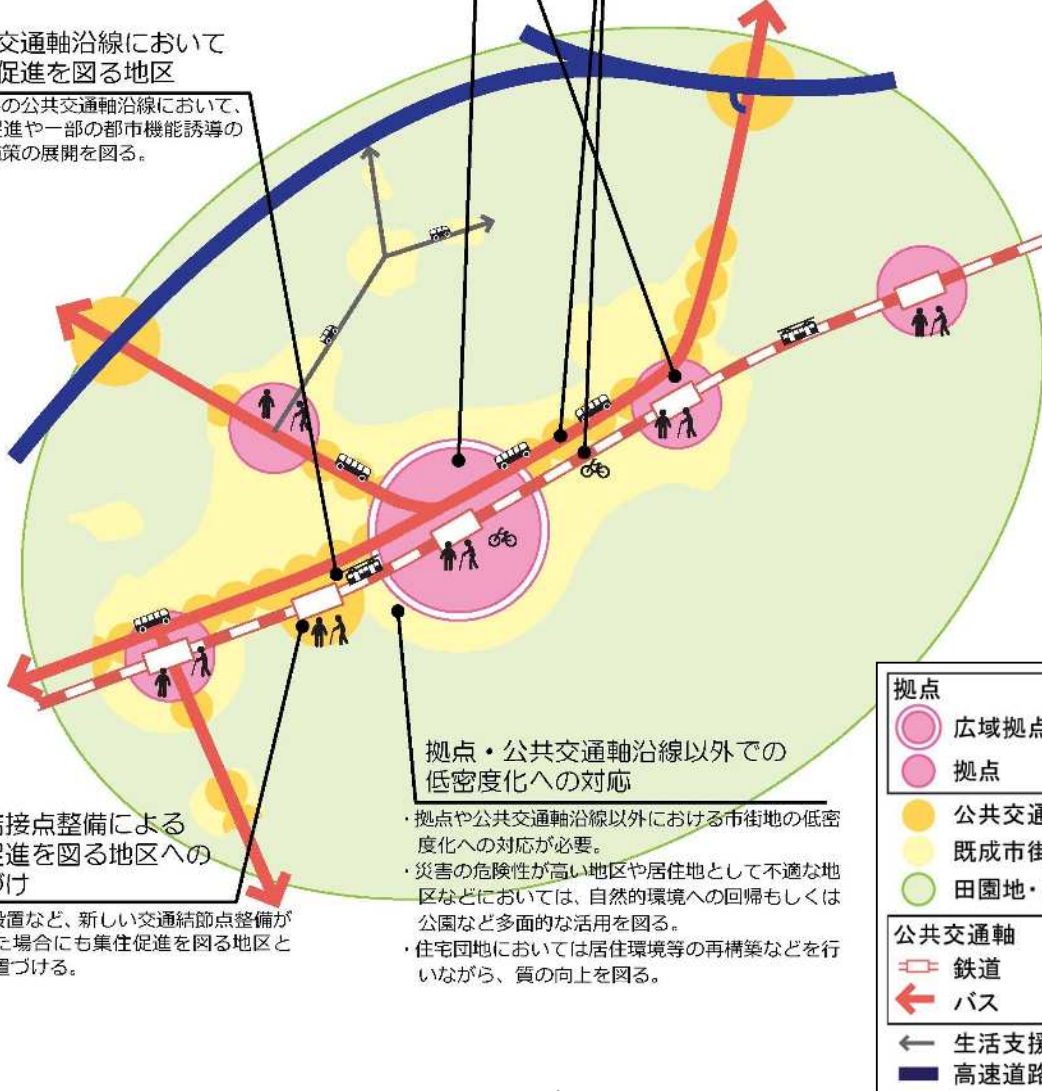 交通軸沿線において
促進を図る地区
の公共交通軸沿線において、
促進や一部の都市機能誘導の
施策の展開を図る。
拠点・公共交通軸沿線以外での
低密度化への対応
・拠点や公共交通軸沿線以外における市街地の低密
度化への対応が必要。
・災害の危険性が高い地区や居住地として不適な地
区などにおいては、自然的環境への回帰もしくは
公園など多面的な活用を図る。
・住宅団地においては居住環境等の再構築などを行
いながら、質の向上を図る。
結接点整備による
促進を図る地区への
づけ
設置など、新しい交通結節点整備が
た場合にも集住促進を図る地区と
置づける。
拠点
広域拠点
拠点
公共交通
既成市街
田園地・
公共交通軸
鉄道
バス
生活支援
高速道路